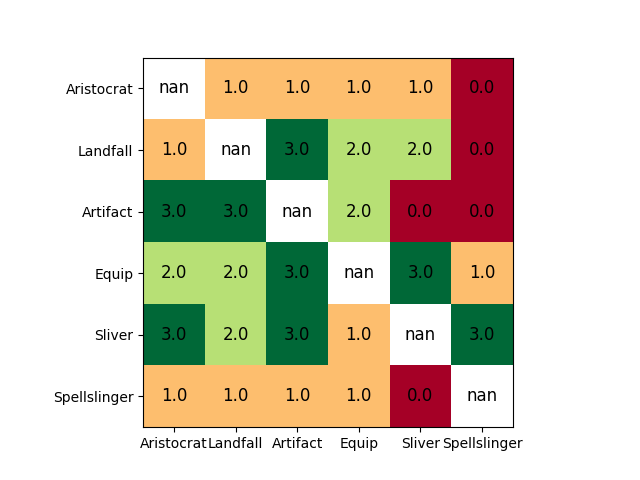 Aristocrat nan 1.0 1.0 1.0 1.0 0.0
Landfall 1.0 nan 3.0 2.0 2.0 0.0
Artifact 3.0 3.0 nan 2.0 0.0 0.0
Equip 2.0 2.0 3.0 nan 3.0 1.0
Sliver 3.0 2.0 3.0 1.0 nan 3.0
Spellslinger 1.0 1.0 1.0 1.0 0.0 nan
Aristocrat Landfall Artifact Equip Sliver Spellslinger